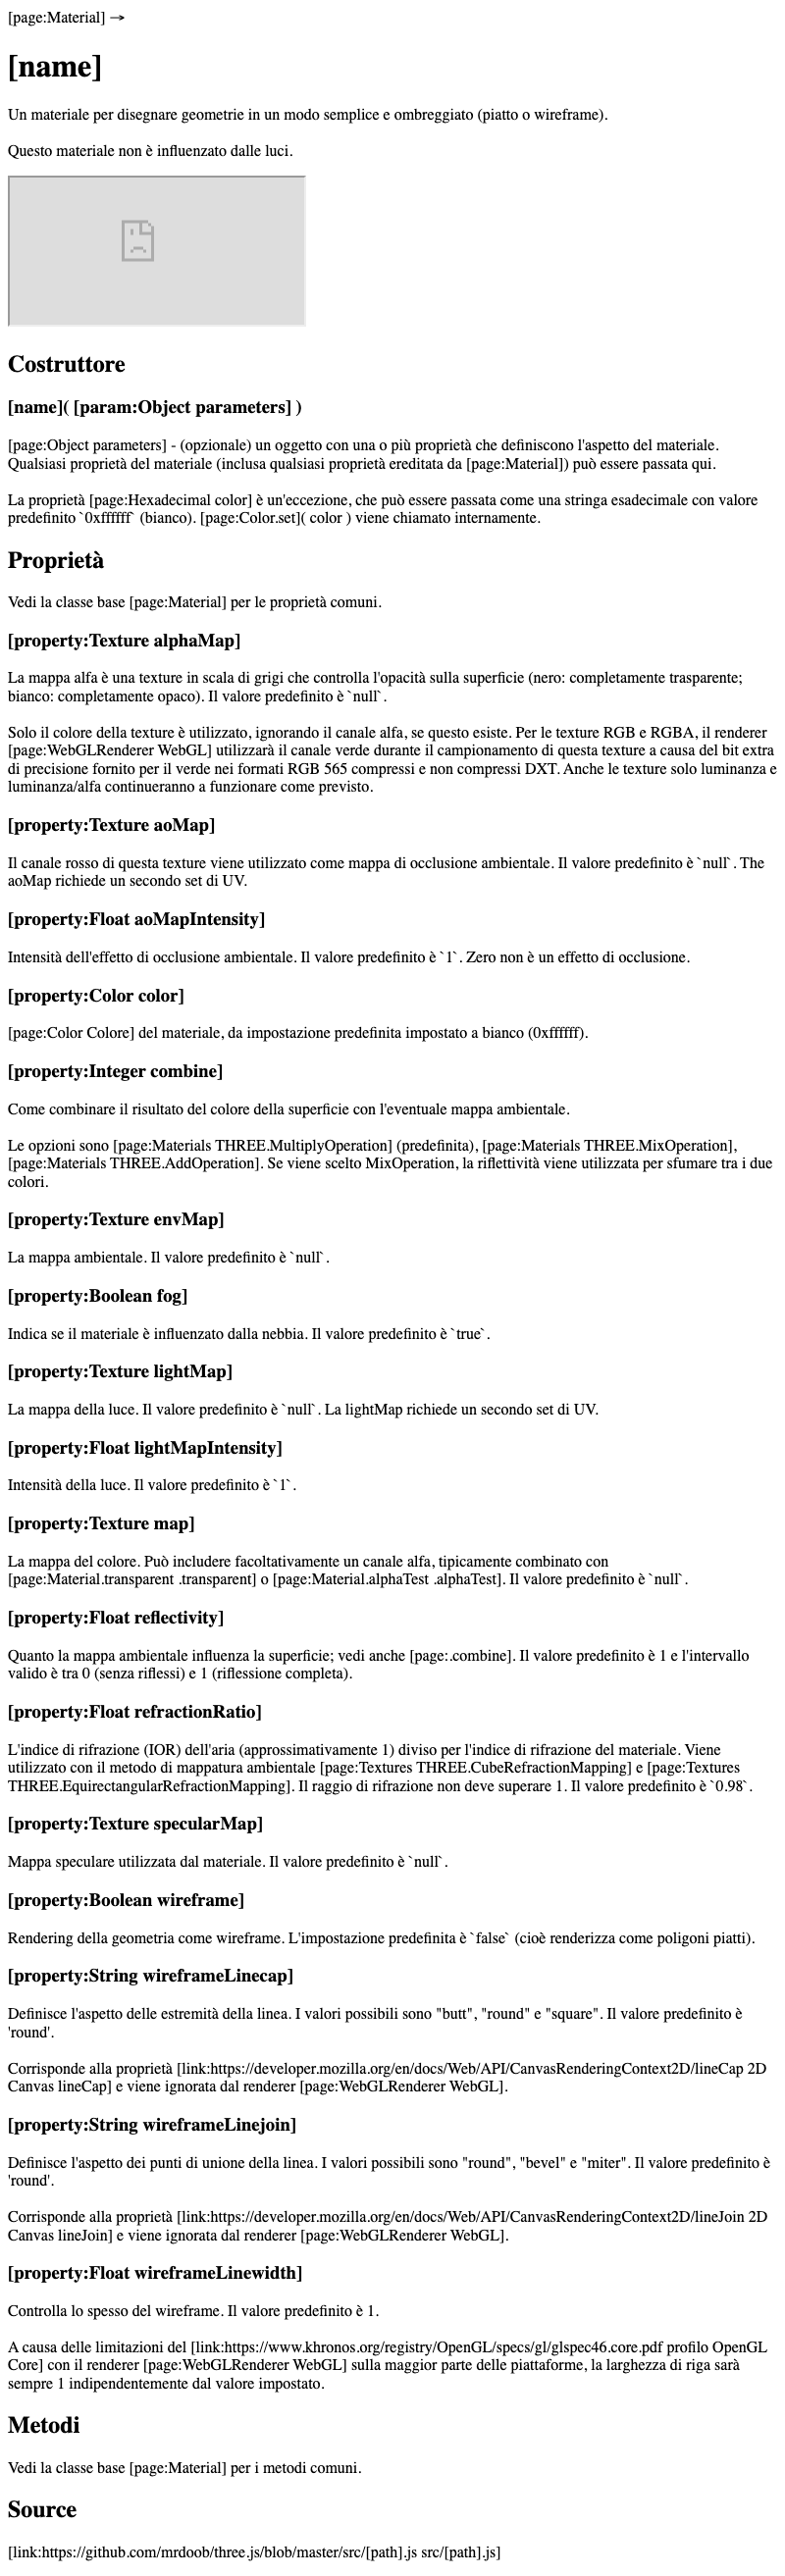 [page:Material] →
[name]
Un materiale per disegnare geometrie in un modo semplice e ombreggiato (piatto o wireframe).
Questo materiale non è influenzato dalle luci.
Costruttore
[name]( [param:Object parameters] )
[page:Object parameters] - (opzionale) un oggetto con una o più proprietà che definiscono l'aspetto del materiale.
Qualsiasi proprietà del materiale (inclusa qualsiasi proprietà ereditata da [page:Material]) può essere passata qui.
La proprietà [page:Hexadecimal color] è un'eccezione, che può essere passata come una stringa esadecimale con valore
predefinito `0xffffff` (bianco). [page:Color.set]( color ) viene chiamato internamente.
Proprietà
Vedi la classe base [page:Material] per le proprietà comuni.
[property:Texture alphaMap]
La mappa alfa è una texture in scala di grigi che controlla l'opacità sulla superficie (nero: completamente trasparente;
bianco: completamente opaco). Il valore predefinito è `null`.
Solo il colore della texture è utilizzato, ignorando il canale alfa, se questo esiste. Per le texture RGB e RGBA, il renderer
[page:WebGLRenderer WebGL] utilizzarà il canale verde durante il campionamento di questa texture a causa del bit extra
di precisione fornito per il verde nei formati RGB 565 compressi e non compressi DXT. Anche le texture solo luminanza e
luminanza/alfa continueranno a funzionare come previsto.
[property:Texture aoMap]
Il canale rosso di questa texture viene utilizzato come mappa di occlusione ambientale. Il valore predefinito è `null`. The
aoMap richiede un secondo set di UV.
[property:Float aoMapIntensity]
Intensità dell'effetto di occlusione ambientale. Il valore predefinito è `1`. Zero non è un effetto di occlusione.
[property:Color color]
[page:Color Colore] del materiale, da impostazione predefinita impostato a bianco (0xffffff).
[property:Integer combine]
Come combinare il risultato del colore della superficie con l'eventuale mappa ambientale.
Le opzioni sono [page:Materials THREE.MultiplyOperation] (predefinita), [page:Materials THREE.MixOperation],
[page:Materials THREE.AddOperation]. Se viene scelto MixOperation, la riflettività viene utilizzata per sfumare tra i due
colori.
[property:Texture envMap]
La mappa ambientale. Il valore predefinito è `null`.
[property:Boolean fog]
Indica se il materiale è influenzato dalla nebbia. Il valore predefinito è `true`.
[property:Texture lightMap]
La mappa della luce. Il valore predefinito è `null`. La lightMap richiede un secondo set di UV.
[property:Float lightMapIntensity]
Intensità della luce. Il valore predefinito è `1`.
[property:Texture map]
La mappa del colore. Può includere facoltativamente un canale alfa, tipicamente combinato con
[page:Material.transparent .transparent] o [page:Material.alphaTest .alphaTest]. Il valore predefinito è `null`.
[property:Float reflectivity]
Quanto la mappa ambientale influenza la superficie; vedi anche [page:.combine]. Il valore predefinito è 1 e l'intervallo
valido è tra 0 (senza riflessi) e 1 (riflessione completa).
[property:Float refractionRatio]
L'indice di rifrazione (IOR) dell'aria (approssimativamente 1) diviso per l'indice di rifrazione del materiale. Viene
utilizzato con il metodo di mappatura ambientale [page:Textures THREE.CubeRefractionMapping] e [page:Textures
THREE.EquirectangularRefractionMapping]. Il raggio di rifrazione non deve superare 1. Il valore predefinito è `0.98`.
[property:Texture specularMap]
Mappa speculare utilizzata dal materiale. Il valore predefinito è `null`.
[property:Boolean wireframe]
Rendering della geometria come wireframe. L'impostazione predefinita è `false` (cioè renderizza come poligoni piatti).
[property:String wireframeLinecap]
Definisce l'aspetto delle estremità della linea. I valori possibili sono "butt", "round" e "square". Il valore predefinito è
'round'.
Corrisponde alla proprietà [link:https://developer.mozilla.org/en/docs/Web/API/CanvasRenderingContext2D/lineCap 2D
Canvas lineCap] e viene ignorata dal renderer [page:WebGLRenderer WebGL].
[property:String wireframeLinejoin]
Definisce l'aspetto dei punti di unione della linea. I valori possibili sono "round", "bevel" e "miter". Il valore predefinito è
'round'.
Corrisponde alla proprietà [link:https://developer.mozilla.org/en/docs/Web/API/CanvasRenderingContext2D/lineJoin 2D
Canvas lineJoin] e viene ignorata dal renderer [page:WebGLRenderer WebGL].
[property:Float wireframeLinewidth]
Controlla lo spesso del wireframe. Il valore predefinito è 1.
A causa delle limitazioni del [link:https://www.khronos.org/registry/OpenGL/specs/gl/glspec46.core.pdf profilo OpenGL
Core] con il renderer [page:WebGLRenderer WebGL] sulla maggior parte delle piattaforme, la larghezza di riga sarà
sempre 1 indipendentemente dal valore impostato.
Metodi
Vedi la classe base [page:Material] per i metodi comuni.
Source
[link:https://github.com/mrdoob/three.js/blob/master/src/[path].js src/[path].js]